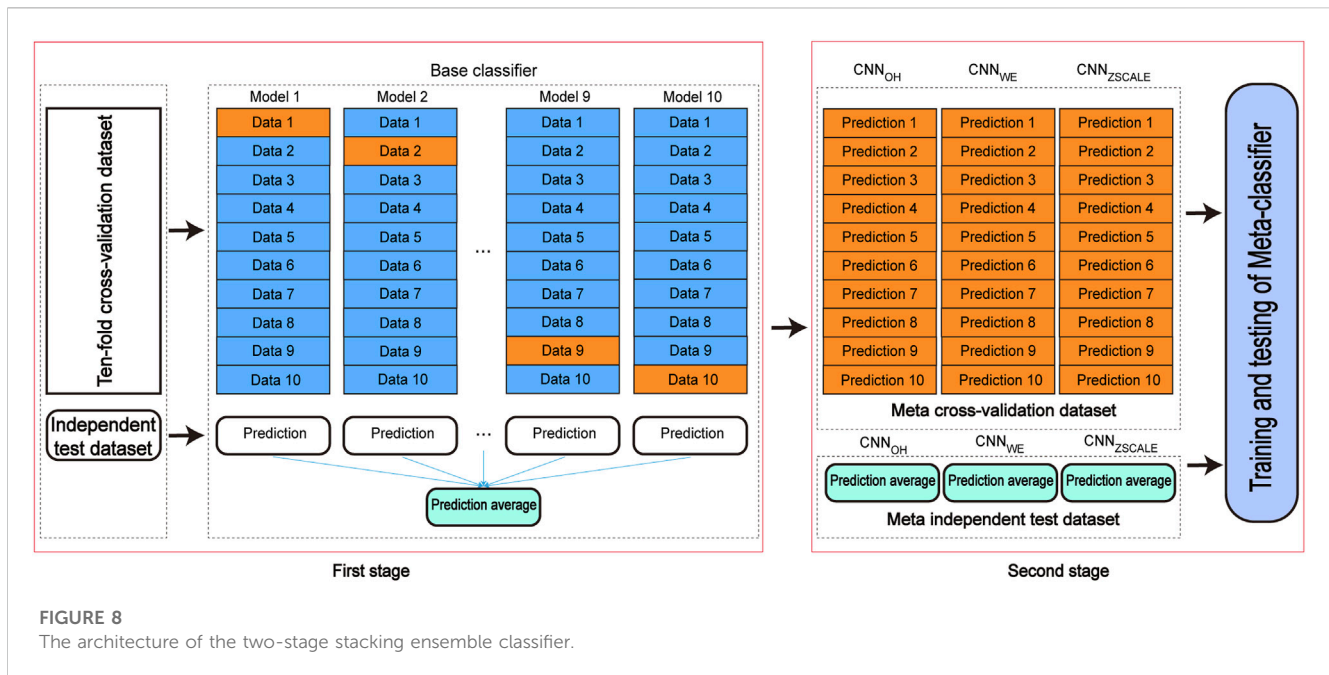 Base classifier
Model 1 Model 2 Model 9 Model 10
Ten-fold cross-validation dataset
Data 1 Data 1 Data 1 Data 1
Data 2 Data 2 Data 2 Data 2
Data 3 Data 3 Data 3 Data 3
Data 4 Data 4 Data 4 Data 4
Data 5 Data 5 Data 5 Data 5
...
Data 6 Data 6 Data 6 Data 6
Data 7 Data 7 Data 7 Data 7
Data 8 Data 8 Data 8 Data 8
Data 9 Data 9 Data 9 Data 9
Data 10 Data 10 Data 10 Data 10
Independent
test dataset
Prediction Prediction ... Prediction Prediction
Prediction average
First stage
CNN_OH CNN_WE CNN_ZSCALE
Prediction 1 Prediction 1 Prediction 1
Prediction 2 Prediction 2 Prediction 2
Prediction 3 Prediction 3 Prediction 3
Prediction 4 Prediction 4 Prediction 4
Prediction 5 Prediction 5 Prediction 5
Prediction 6 Prediction 6 Prediction 6
Prediction 7 Prediction 7 Prediction 7
Prediction 8 Prediction 8 Prediction 8
Prediction 9 Prediction 9 Prediction 9
Prediction 10 Prediction 10 Prediction 10
Meta cross-validation dataset
CNN_OH CNN_WE CNN_ZSCALE
Prediction average Prediction average Prediction average
Meta independent test dataset
Training and testing of Meta-classifier
Second stage
FIGURE 8
The architecture of the two-stage stacking ensemble classifier.